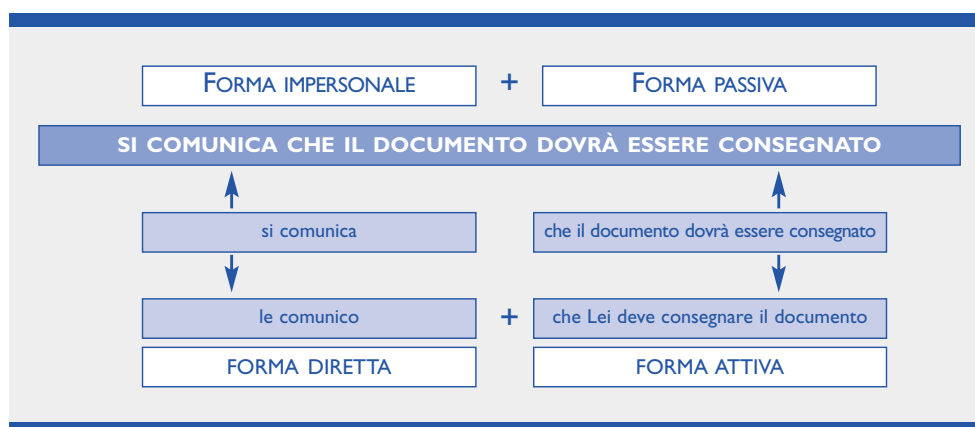 FORMA IMPERSONALE + FORMA PASSIVA
SI COMUNICA CHE IL DOCUMENTO DOVRÀ ESSERE CONSEGNATO
si comunica che il documento dovrà essere consegnato
le comunico + che Lei deve consegnare il documento
FORMA DIRETTA FORMA ATTIVA